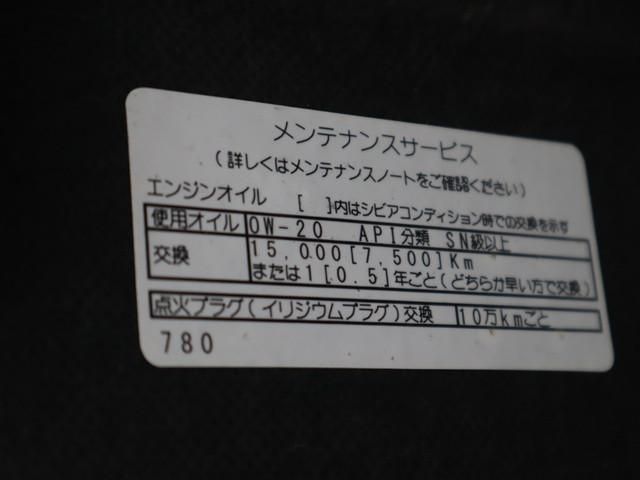 メンテナンスサービス
(詳しくはメンテナンスノートをご確認ください)
エンジンオイル [ ]内はシビアコンディション時での交換を示す
使用オイル 0W-20 API分類 SN級以上
交換 15,000[7,500]Km
または1[0.5]年ごと(どちらか早い方で交換)
点火プラグ(イリジウムプラグ)交換 10万kmごと
780